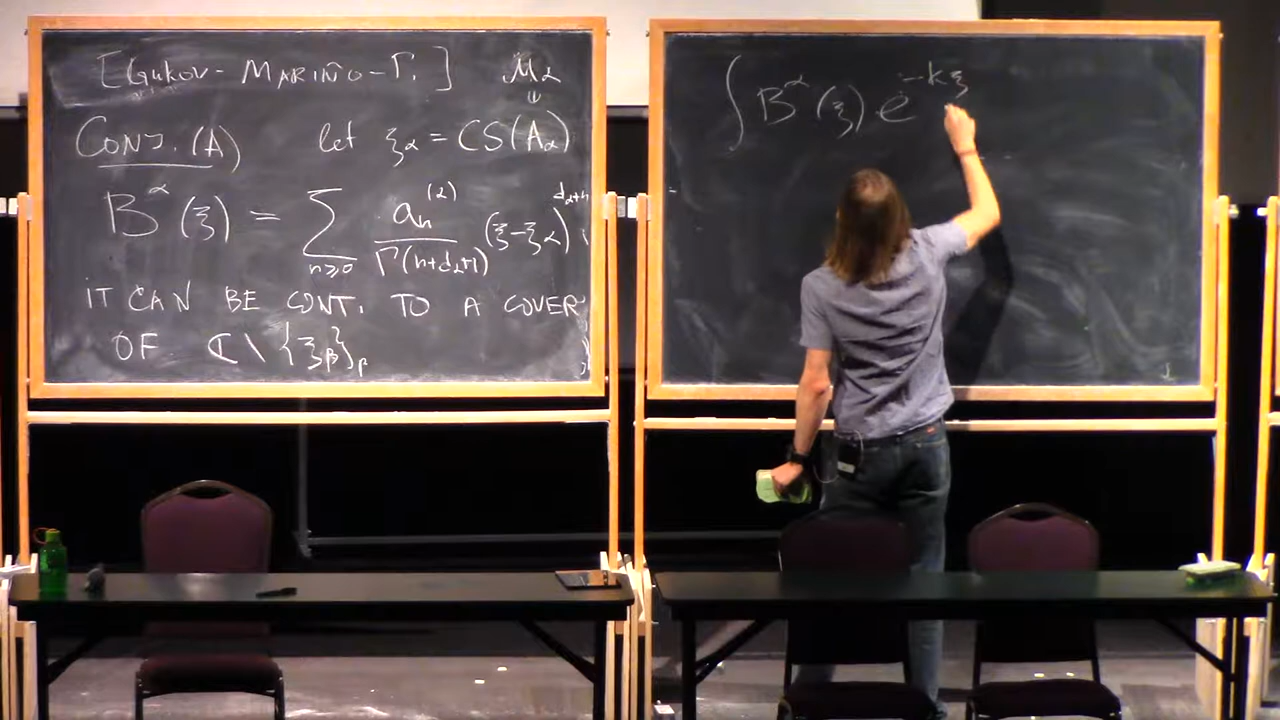 [Gukov-Mariño-Γ.] M_α
⇓
Conj.(A) let ξ_α = CS(A_α)
B^α(ξ) = ∑_{n≥0} a_n^{(α)} / Γ(n+d_α+1) (ξ-ξ_α)^{d_α+n},
IT CAN BE CONT. TO A COVER
OF ℂ \ {ξ_β}_β
∫ B^α(ξ) e^{-kξ}